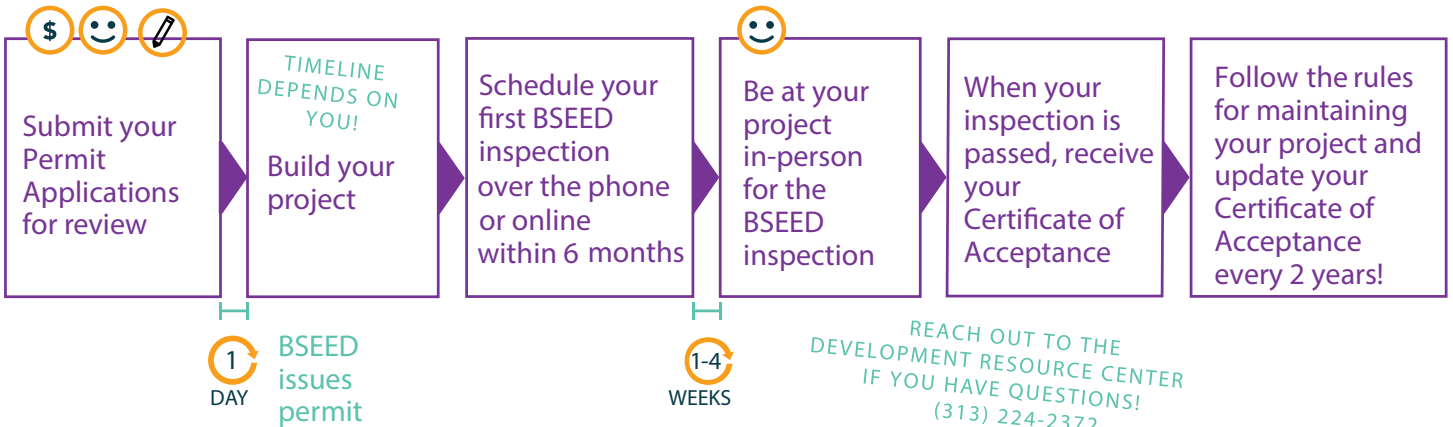 $
Submit your
Permit
Applications
for review
TIMELINE
DEPENDS ON
YOU!
Build your
project
Schedule your
first BSEED
inspection
over the phone
or online
within 6 months
Be at your
project
in-person
for the
BSEED
inspection
When your
inspection is
passed, receive
your
Certificate of
Acceptance
Follow the rules
for maintaining
your project and
update your
Certificate of
Acceptance
every 2 years!
1
DAY
BSEED
issues
permit
1-4
WEEKS
REACH OUT TO THE
DEVELOPMENT RESOURCE CENTER
IF YOU HAVE QUESTIONS!
(313) 224-2372